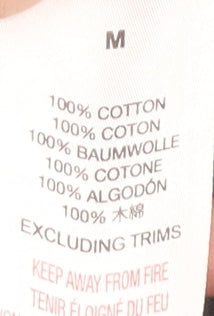 M
100% COTTON
100% COTON
100% BAUMWOLLE
100% COTONE
100% ALGODÓN
100% 木綿
EXCLUDING TRIMS
KEEP AWAY FROM FIRE
TENIR ÉLOIGNÉ DU FEU